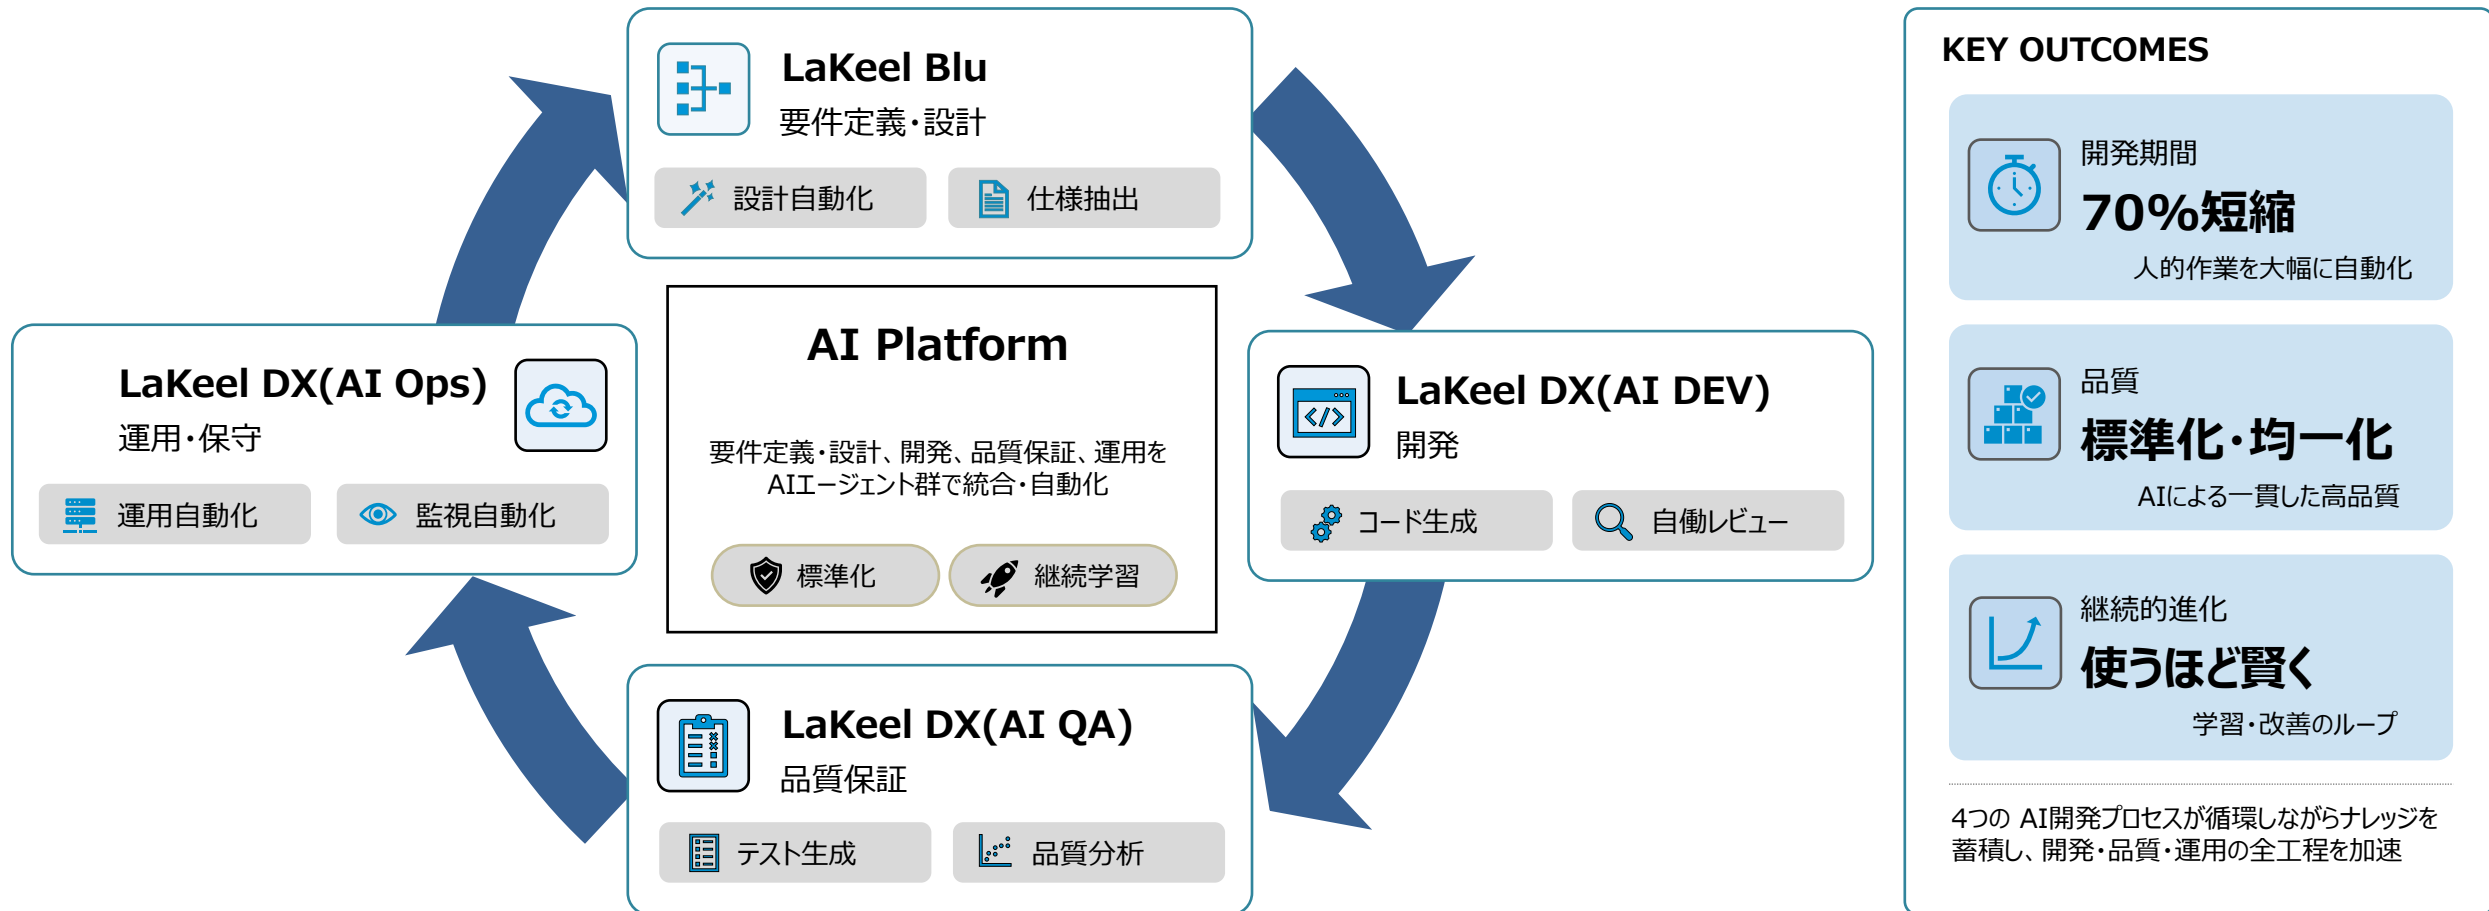 LaKeel Blu
要件定義・設計
設計自動化
仕様抽出
LaKeel DX(AI Ops)
運用・保守
運用自動化
監視自動化
AI Platform
要件定義・設計、開発、品質保証、運用を
AIエージェント群で統合・自動化
標準化
継続学習
LaKeel DX(AI DEV)
開発
コード生成
自働レビュー
LaKeel DX(AI QA)
品質保証
テスト生成
品質分析
KEY OUTCOMES
開発期間
70%短縮
人的作業を大幅に自動化
品質
標準化・均一化
AIによる一貫した高品質
継続的進化
使うほど賢く
学習・改善のループ
4つの AI開発プロセスが循環しながらナレッジを
蓄積し、開発・品質・運用の全工程を加速